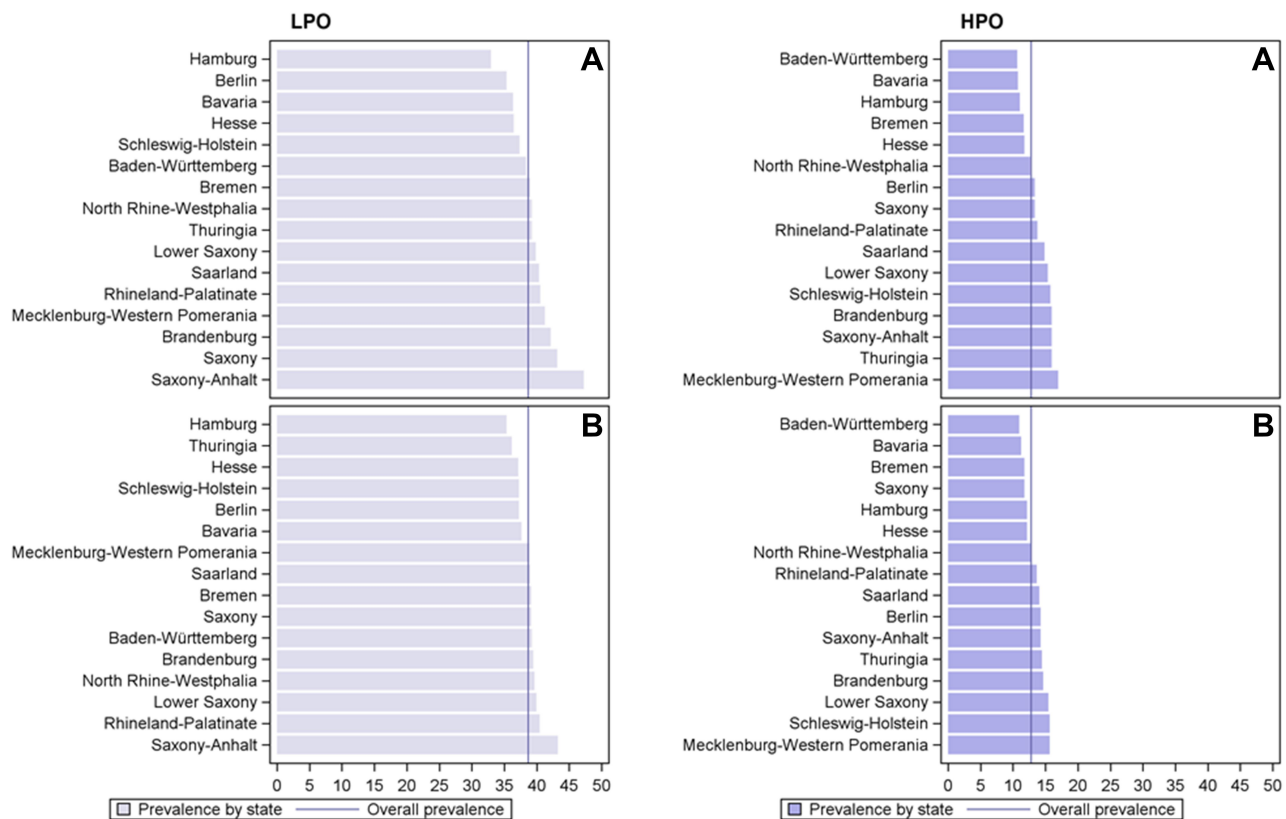 LPO
A
Hamburg
Berlin
Bavaria
Hesse
Schleswig-Holstein
Baden-Württemberg
Bremen
North Rhine-Westphalia
Thuringia
Lower Saxony
Saarland
Rhineland-Palatinate
Mecklenburg-Western Pomerania
Brandenburg
Saxony
Saxony-Anhalt
B
Hamburg
Thuringia
Hesse
Schleswig-Holstein
Berlin
Bavaria
Mecklenburg-Western Pomerania
Saarland
Bremen
Saxony
Baden-Württemberg
Brandenburg
North Rhine-Westphalia
Lower Saxony
Rhineland-Palatinate
Saxony-Anhalt
0 5 10 15 20 25 30 35 40 45 50
Prevalence by state Overall prevalence
HPO
A
Baden-Württemberg
Bavaria
Hamburg
Bremen
Hesse
North Rhine-Westphalia
Berlin
Saxony
Rhineland-Palatinate
Saarland
Lower Saxony
Schleswig-Holstein
Brandenburg
Saxony-Anhalt
Thuringia
Mecklenburg-Western Pomerania
B
Baden-Württemberg
Bavaria
Bremen
Saxony
Hamburg
Hesse
North Rhine-Westphalia
Rhineland-Palatinate
Saarland
Berlin
Saxony-Anhalt
Thuringia
Brandenburg
Lower Saxony
Schleswig-Holstein
Mecklenburg-Western Pomerania
0 5 10 15 20 25 30 35 40 45 50
Prevalence by state Overall prevalence